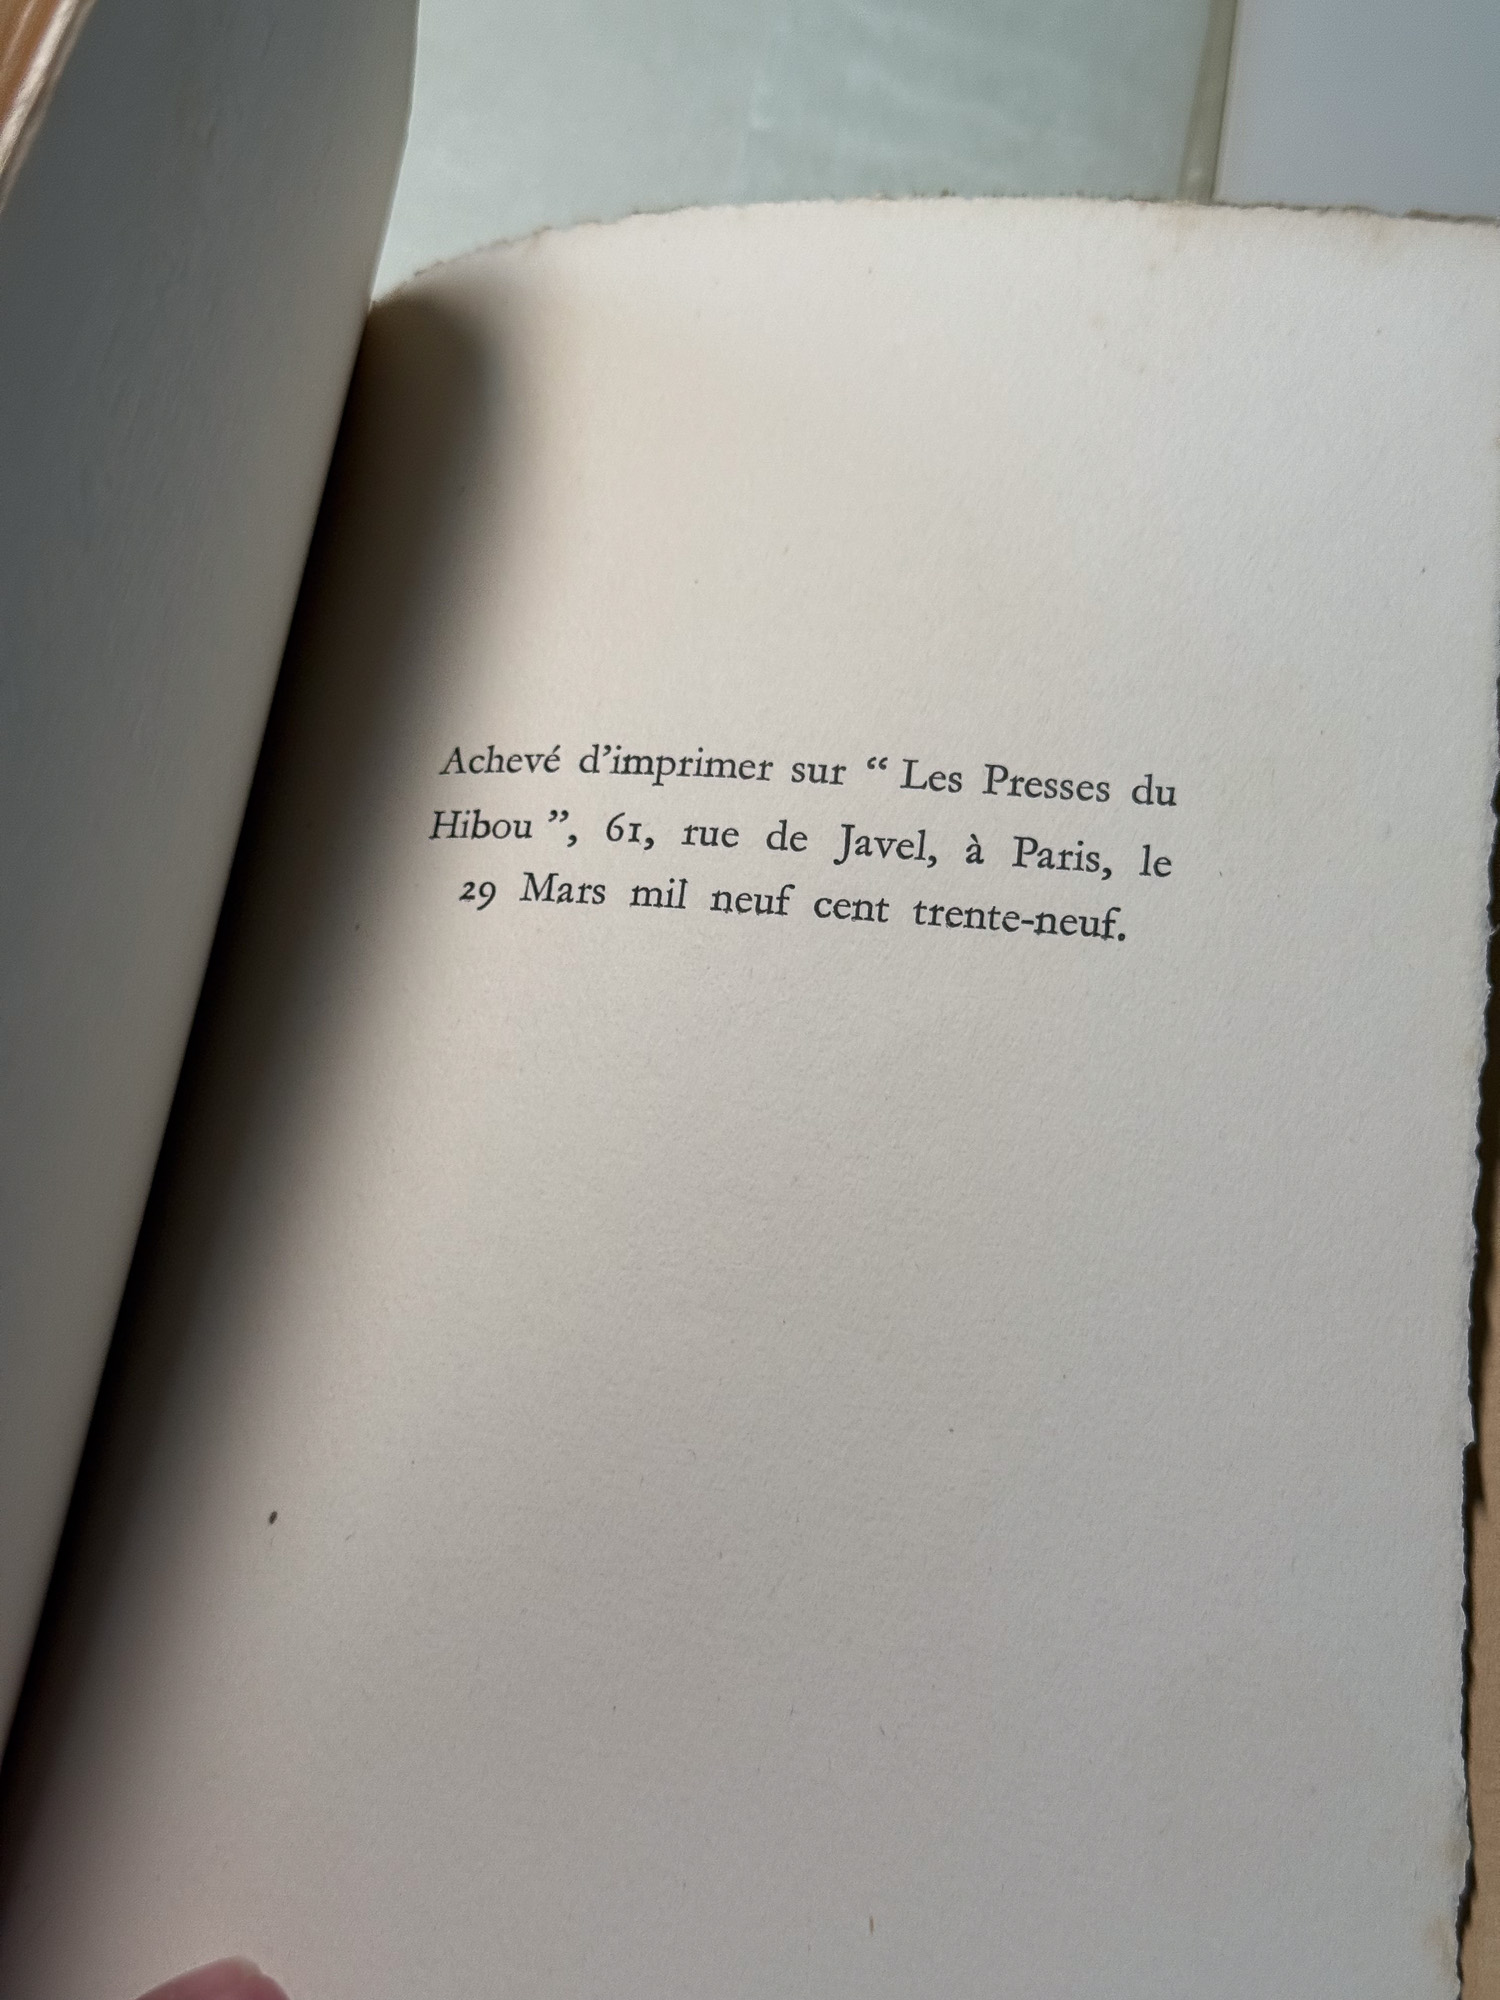 Achevé d'imprimer sur “ Les Presses du
Hibou ”, 61, rue de Javel, à Paris, le
29 Mars mil neuf cent trente-neuf.